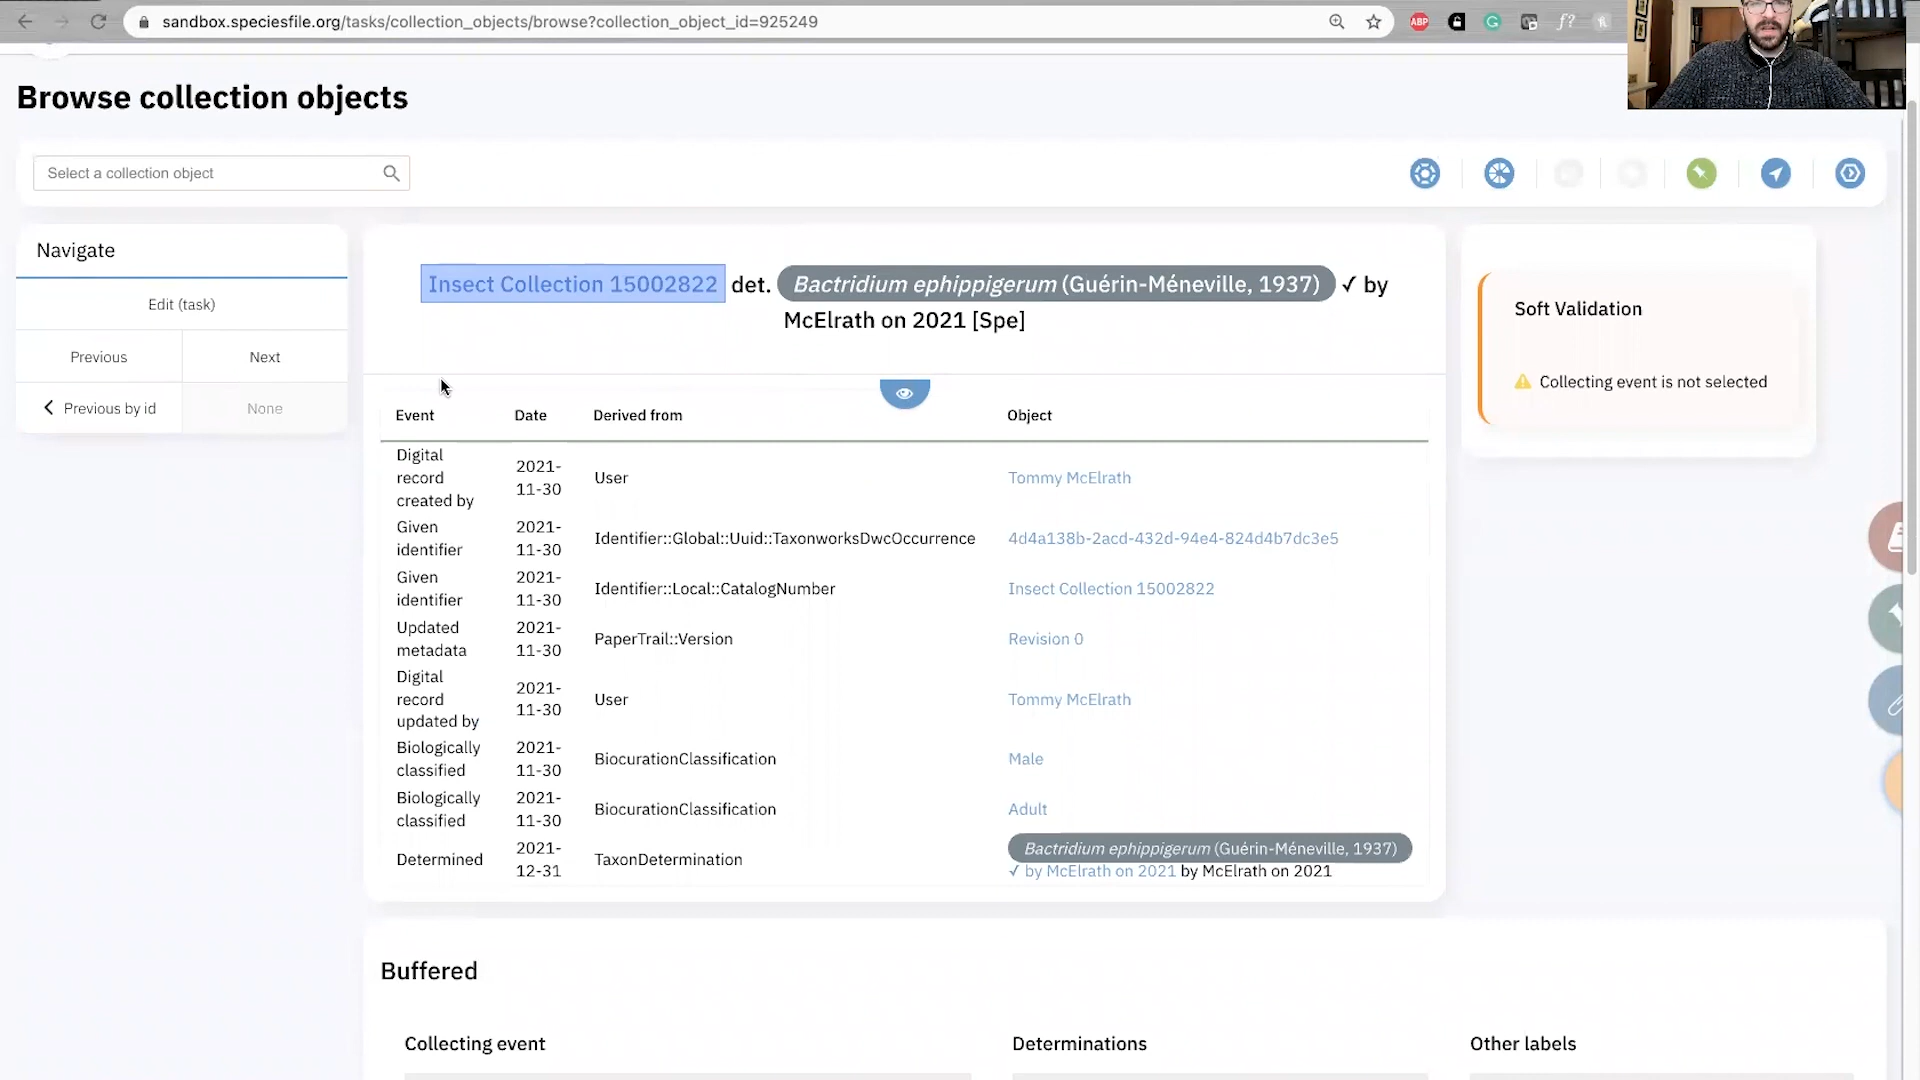 sandbox.speciesfile.org/tasks/collection_objects/browse?collection_object_id=925249
ABP
f?
Browse collection objects
Select a collection object
Navigate
Edit (task)
Previous
Next
Previous by id
None
Insect Collection 15002822 det. Bactridium ephippigerum (Guérin-Méneville, 1937) ✓ by
McElrath on 2021 [Spe]
Soft Validation
Collecting event is not selected
Event Date Derived from Object
Digital
record
created by
2021-
11-30
User
Tommy McElrath
Given
identifier
2021-
11-30
Identifier::Global::Uuid::TaxonworksDwcOccurrence
4d4a138b-2acd-432d-94e4-824d4b7dc3e5
Given
identifier
2021-
11-30
Identifier::Local::CatalogNumber
Insect Collection 15002822
Updated
metadata
2021-
11-30
PaperTrail::Version
Revision 0
Digital
record
updated by
2021-
11-30
User
Tommy McElrath
Biologically
classified
2021-
11-30
BiocurationClassification
Male
Biologically
classified
2021-
11-30
BiocurationClassification
Adult
Determined
2021-
12-31
TaxonDetermination
Bactridium ephippigerum (Guérin-Méneville, 1937)
✓ by McElrath on 2021 by McElrath on 2021
Buffered
Collecting event
Determinations
Other labels